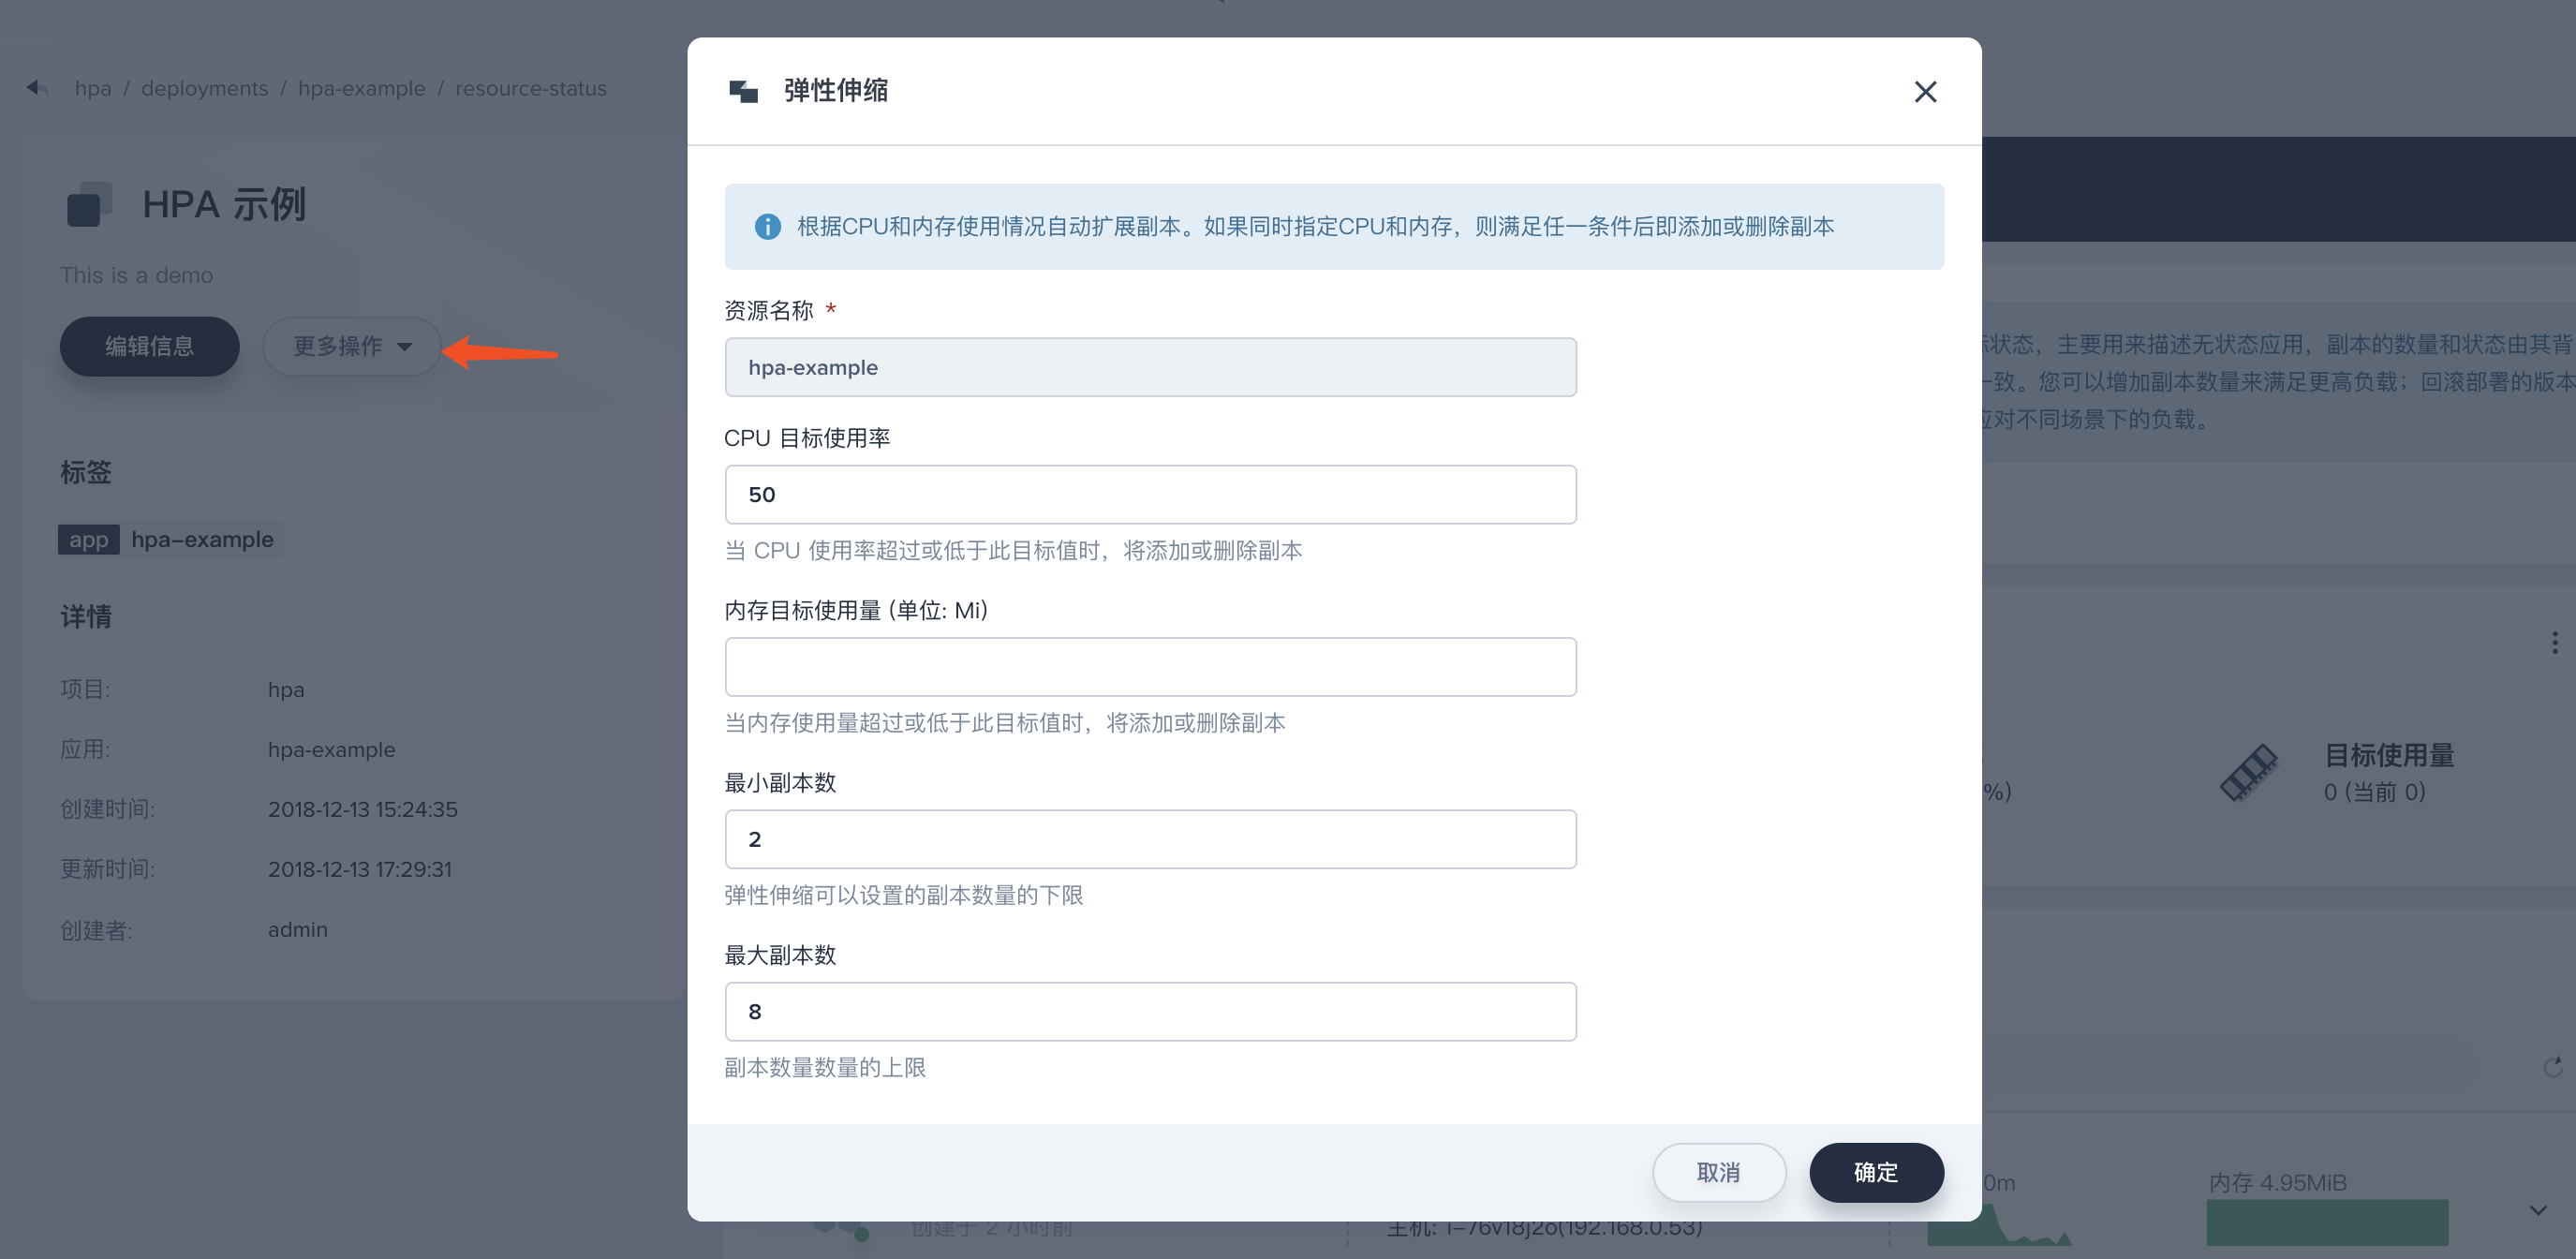 hpa / deployments / hpa-example / resource-status
HPA 示例
This is a demo
编辑信息
更多操作
标签
app hpa-example
详情
项目: hpa
应用: hpa-example
创建时间: 2018-12-13 15:24:35
更新时间: 2018-12-13 17:29:31
创建者: admin
弹性伸缩
根据CPU和内存使用情况自动扩展副本。如果同时指定CPU和内存，则满足任一条件后即添加或删除副本
资源名称 *
hpa-example
CPU 目标使用率
50
当 CPU 使用率超过或低于此目标值时，将添加或删除副本
内存目标使用量 (单位: Mi)
当内存使用量超过或低于此目标值时，将添加或删除副本
最小副本数
2
弹性伸缩可以设置的副本数量的下限
最大副本数
8
副本数量数量的上限
取消
确定
状态，主要用来描述无状态应用，副本的数量和状态由其背
一致。您可以增加副本数量来满足更高负载；回滚部署的版本
应对不同场景下的负载。
%)
目标使用量
0 (当前 0)
0m
内存 4.95MiB
创建于 2 小时前
主机: i-76v18j2o(192.168.0.53)